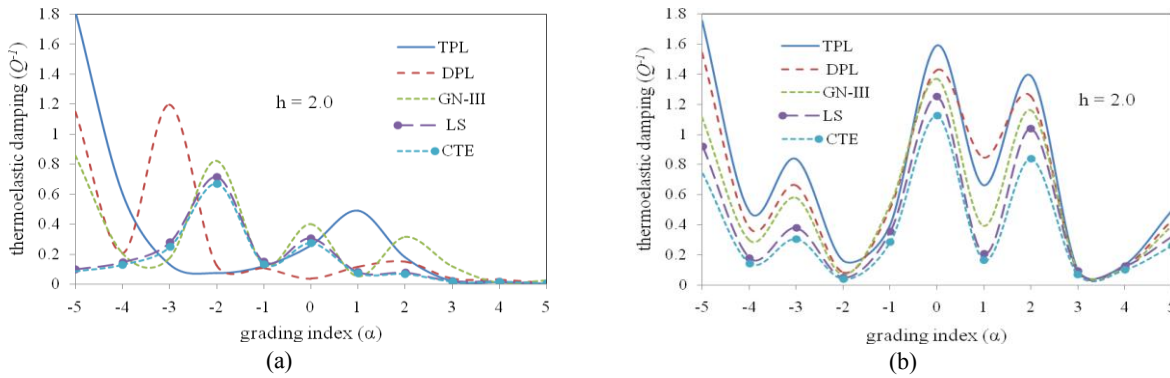 1.8
1.6
1.4
1.2
1
0.8
0.6
0.4
0.2
0
thermoelastic damping (Q⁻¹)
TPL
DPL
GN-III
LS
CTE
h = 2.0
-5 -4 -3 -2 -1 0 1 2 3 4 5
grading index (α)
(a)
1.8
1.6
1.4
1.2
1
0.8
0.6
0.4
0.2
0
thermoelastic damping (Q⁻¹)
TPL
DPL
GN-III
LS
CTE
h = 2.0
-5 -4 -3 -2 -1 0 1 2 3 4 5
grading index (α)
(b)